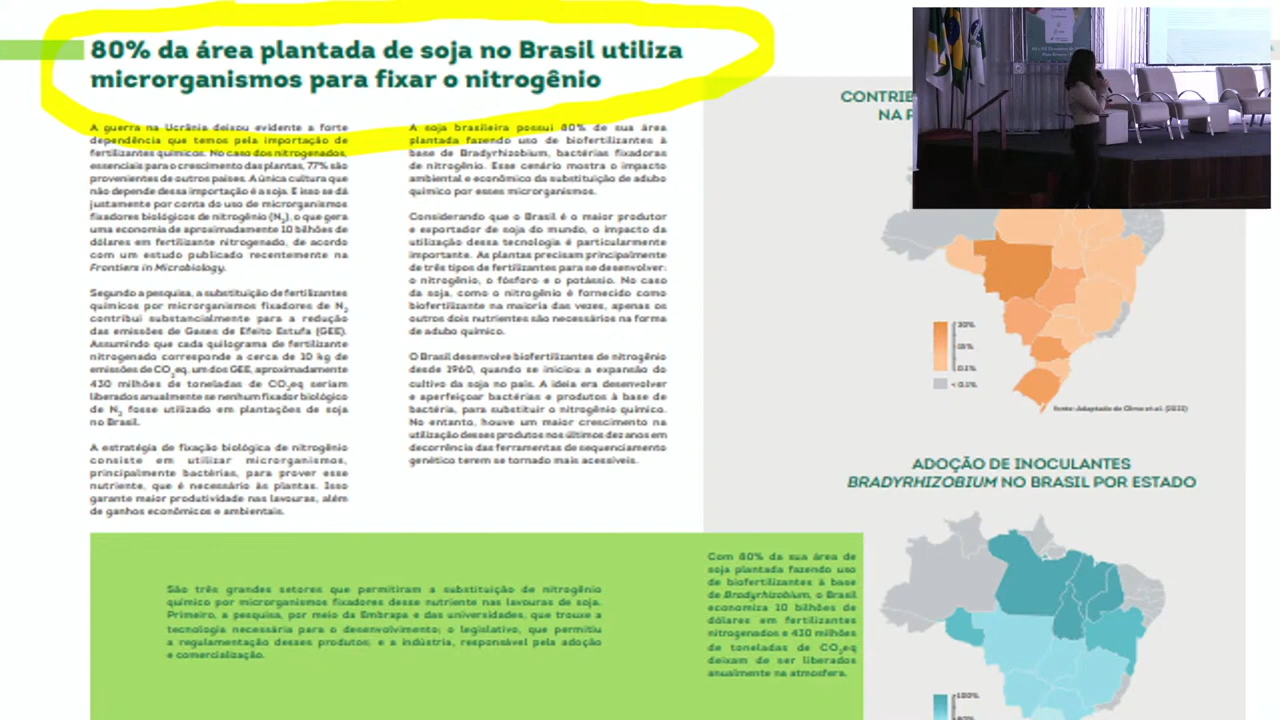 80% da área plantada de soja no Brasil utiliza
microrganismos para fixar o nitrogênio
A guerra na Ucrânia deixou evidente a forte
dependência que temos pela importação de
fertilizantes químicos. No caso dos nitrogenados,
essenciais para o crescimento das plantas, 77% são
provenientes de outros países. A única cultura que
não depende dessa importação é a soja. E isso se dá
justamente por conta do uso de microrganismos
fixadores biológicos de nitrogênio (N₂), o que gera
uma economia de aproximadamente 10 bilhões de
dólares em fertilizante nitrogenado, de acordo
com um estudo publicado recentemente na
Frontiers in Microbiology.
Segundo a pesquisa, a substituição de fertilizantes
químicos por microrganismos fixadores de N₂
contribui substancialmente para a redução
das emissões de Gases de Efeito Estufa (GEE).
Assumindo que cada quilograma de fertilizante
nitrogenado corresponde a cerca de 10 kg de
emissões de CO₂eq, um dos GEE, aproximadamente
430 milhões de toneladas de CO₂eq seriam
liberados anualmente se nenhum fixador biológico
de N₂ fosse utilizado em plantações de soja
no Brasil.
A estratégia de fixação biológica de nitrogênio
consiste em utilizar microrganismos,
principalmente bactérias, para prover esse
nutriente, que é necessário às plantas. Isso
garante maior produtividade nas lavouras, além
de ganhos econômicos e ambientais.
A soja brasileira possui 80% de sua área
plantada fazendo uso de biofertilizantes à
base de Bradyrhizobium, bactérias fixadoras
de nitrogênio. Esse cenário mostra o impacto
ambiental e econômico da substituição de adubo
químico por esses microrganismos.
Considerando que o Brasil é o maior produtor
e exportador de soja do mundo, o impacto da
utilização dessa tecnologia é particularmente
importante. As plantas precisam principalmente
de três tipos de fertilizantes para se desenvolver:
o nitrogênio, o fósforo e o potássio. No caso
da soja, como o nitrogênio é fornecido como
biofertilizante na maioria das vezes, apenas os
outros dois nutrientes são necessários na forma
de adubo químico.
O Brasil desenvolve biofertilizantes de nitrogênio
desde 1960, quando se iniciou a expansão do
cultivo da soja no país. A ideia era desenvolver
e aperfeiçoar bactérias e produtos à base de
bactéria, para substituir o nitrogênio químico.
No entanto, houve um maior crescimento na
utilização desses produtos nos últimos dez anos em
decorrência das ferramentas de sequenciamento
genético terem se tornado mais acessíveis.
São três grandes setores que permitiram a substituição de nitrogênio
químico por microrganismos fixadores desse nutriente nas lavouras de soja.
Primeiro, a pesquisa, por meio da Embrapa e das universidades, que trouxe a
tecnologia necessária para o desenvolvimento; o legislativo, que permitiu
a regulamentação desses produtos; e a indústria, responsável pela adoção
e comercialização.
Com 80% da sua área de
soja plantada fazendo uso
de biofertilizantes à base
de Bradyrhizobium, o Brasil
economiza 10 bilhões de
dólares em fertilizantes
nitrogenados e 430 milhões
de toneladas de CO₂eq
deixam de ser liberados
anualmente na atmosfera.
CONTRIB
NA P
30%
15%
0.1%
< 0.1%
fonte: Adaptado de Olmo et al. (2022)
ADOÇÃO DE INOCULANTES
BRADYRHIZOBIUM NO BRASIL POR ESTADO
100%